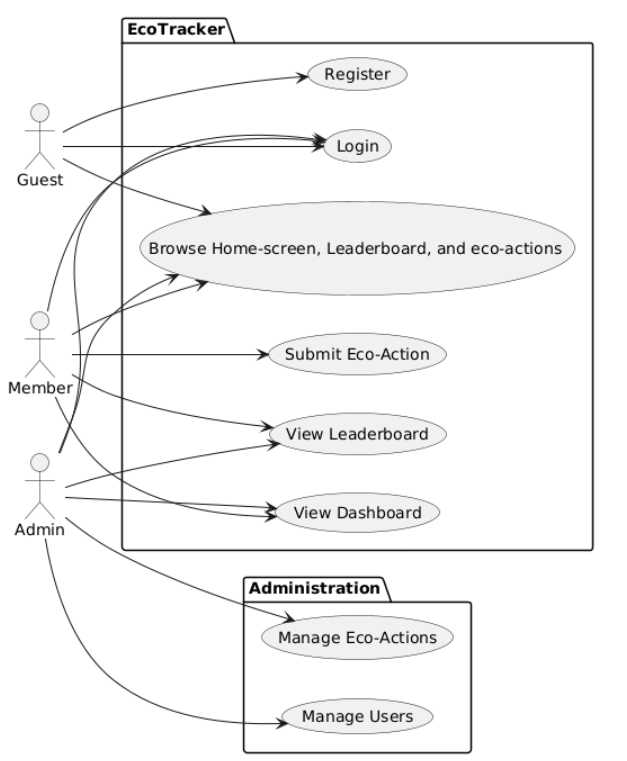 EcoTracker
Register
Guest
Login
Browse Home-screen, Leaderboard, and eco-actions
Submit Eco-Action
Member
View Leaderboard
View Dashboard
Admin
Administration
Manage Eco-Actions
Manage Users